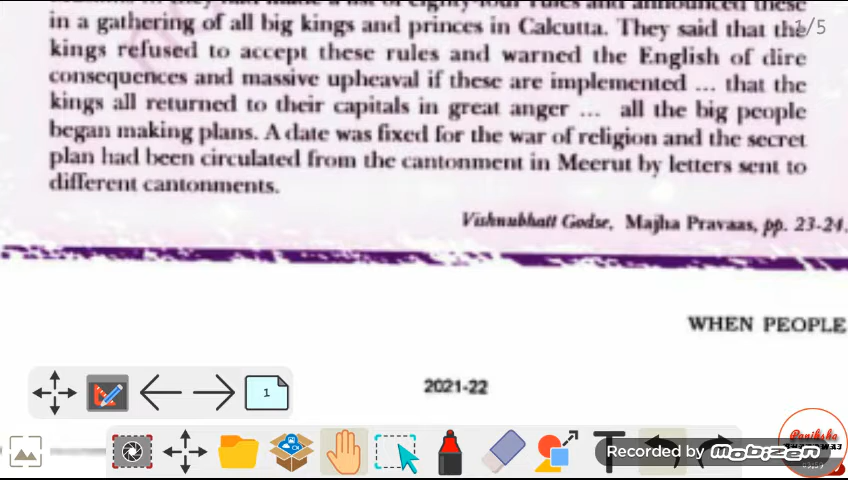 in a gathering of all big kings and princes in Calcutta. They said that the
1/5
kings refused to accept these rules and warned the English of dire
consequences and massive upheaval if these are implemented ... that the
kings all returned to their capitals in great anger ... all the big people
began making plans. A date was fixed for the war of religion and the secret
plan had been circulated from the cantonment in Meerut by letters sent to
different cantonments.
Vishnubhatt Godse, Majha Pravaas, pp. 23-24.
WHEN PEOPLE
2021-22
1
T
Recorded by mobizen